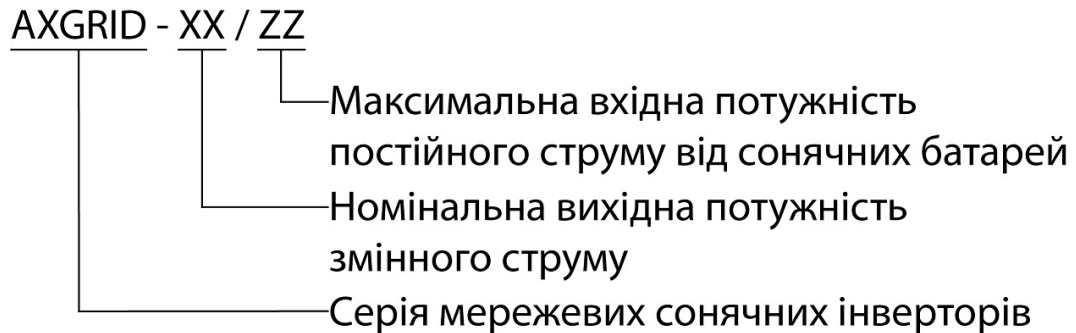 AXGRID - XX / ZZ
Максимальна вхідна потужність
постійного струму від сонячних батарей
Номінальна вихідна потужність
змінного струму
Серія мережевих сонячних інверторів